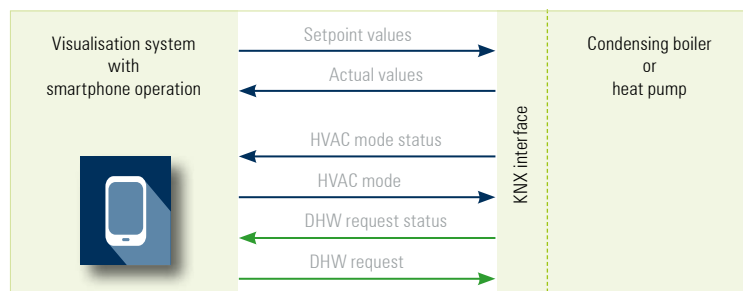 Visualisation system
with
smartphone operation
Setpoint values
Actual values
HVAC mode status
HVAC mode
DHW request status
DHW request
KNX interface
Condensing boiler
or
heat pump